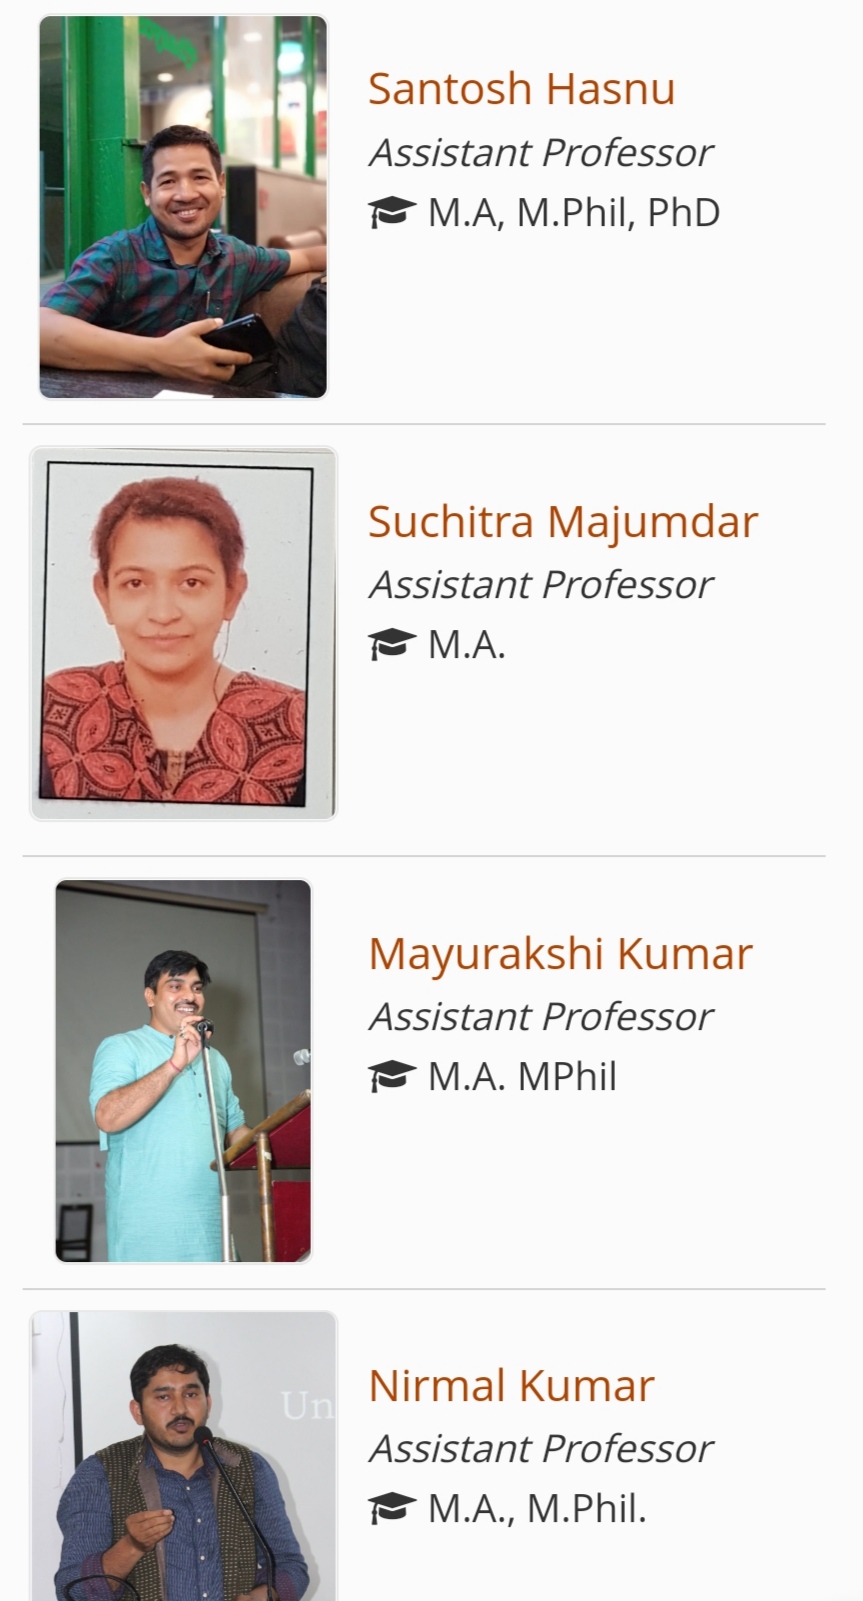 Santosh Hasnu
Assistant Professor
M.A, M.Phil, PhD
Suchitra Majumdar
Assistant Professor
M.A.
Mayurakshi Kumar
Assistant Professor
M.A. MPhil
Un
Nirmal Kumar
Assistant Professor
M.A., M.Phil.